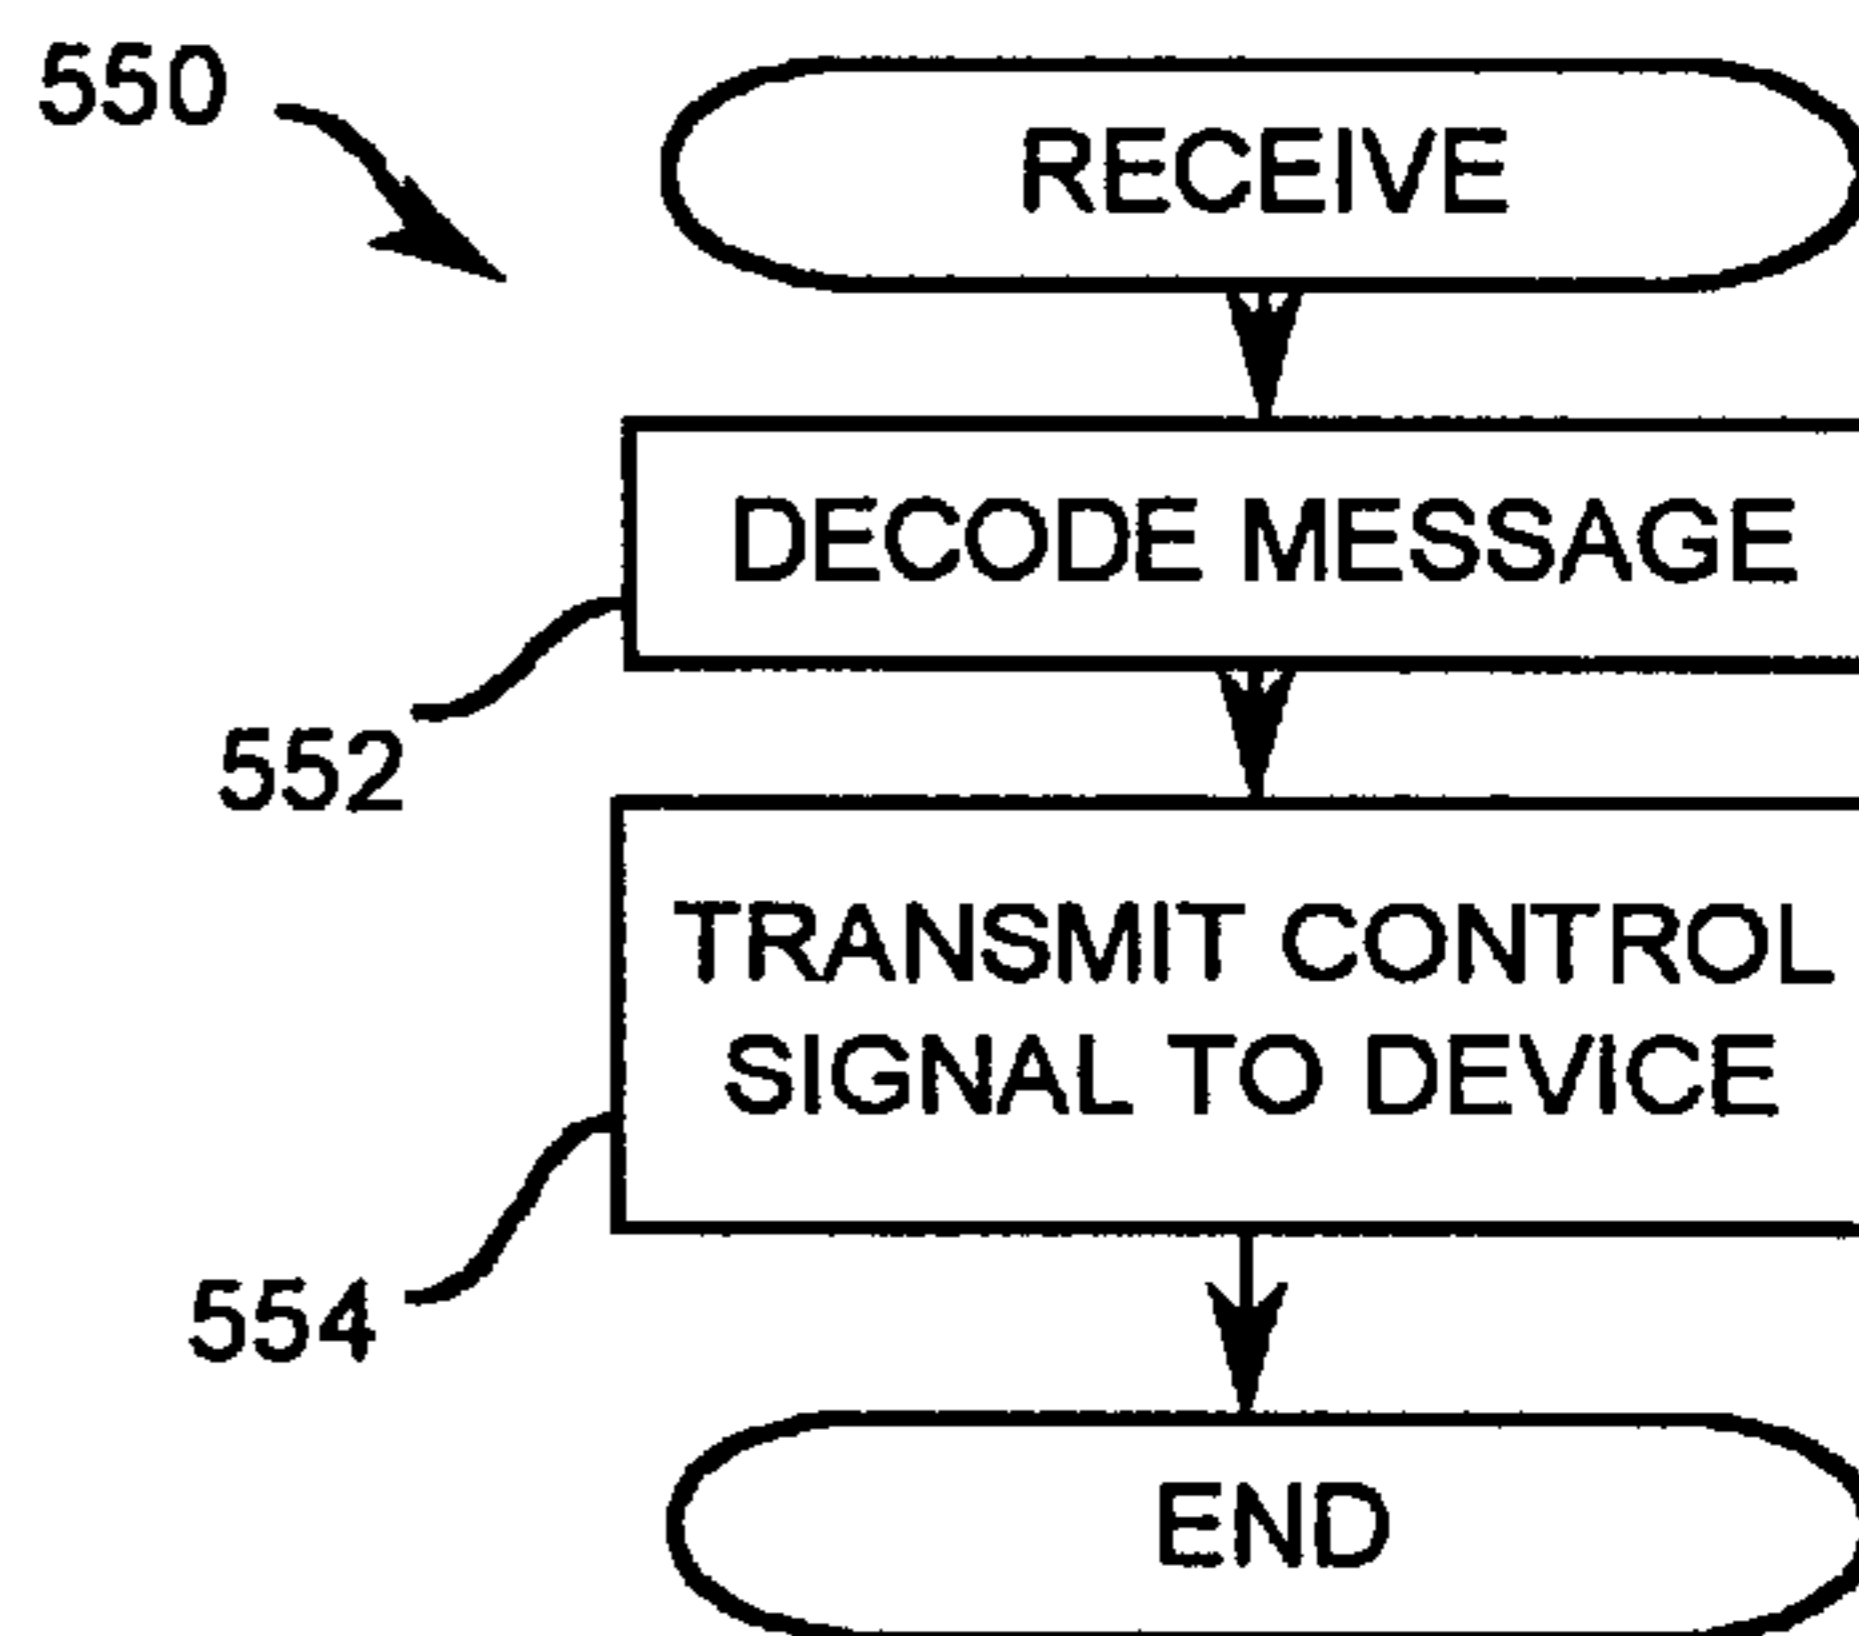 550
RECEIVE
DECODE MESSAGE
552
TRANSMIT CONTROL
SIGNAL TO DEVICE
554
END